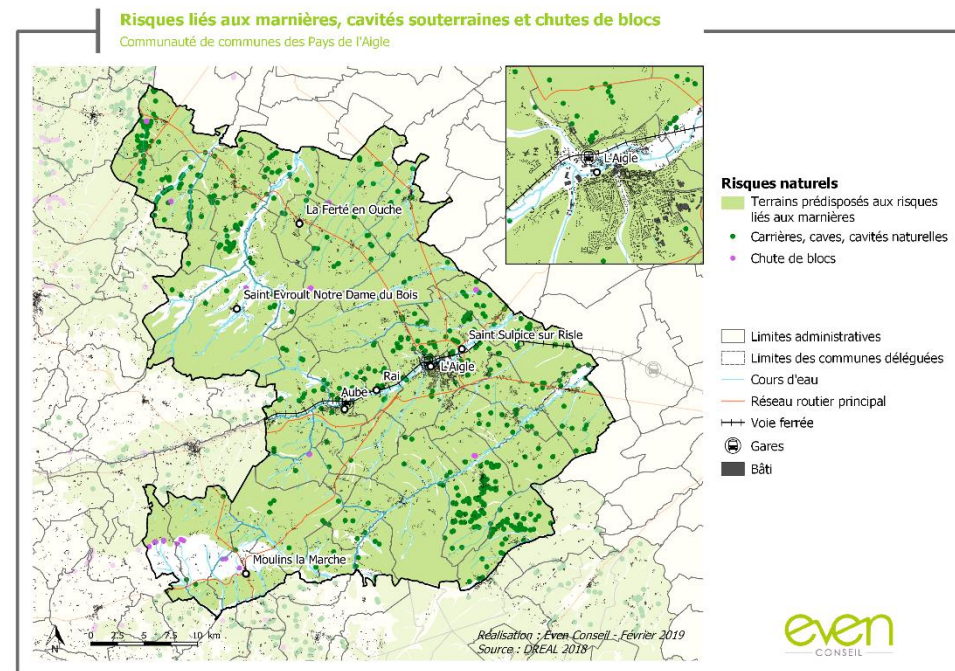 Risques liés aux marnières, cavités souterraines et chutes de blocs
Communauté de communes des Pays de l'Aigle
L'Aigle
La Ferté en Ouche
Saint Evroult Notre Dame du Bois
Saint Sulpice sur Risle
L'Aigle
Rai
Aube
Moulins la Marche
N
0 2,5 5 7,5 10 km
Réalisation : Even Conseil - Février 2019
Source : DREAL 2018
Risques naturels
Terrains prédisposés aux risques
liés aux marnières
Carrières, caves, cavités naturelles
Chute de blocs
Limites administratives
Limites des communes déléguées
Cours d'eau
Réseau routier principal
Voie ferrée
Gares
Bâti
even
CONSEIL